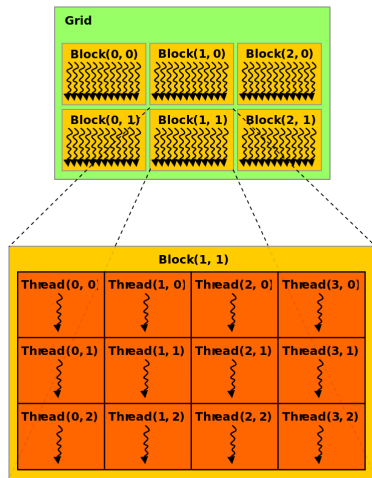 Grid
Block(0, 0) Block(1, 0) Block(2, 0)
Block(0, 1) Block(1, 1) Block(2, 1)
Block(1, 1)
Thread(0, 0) Thread(1, 0) Thread(2, 0) Thread(3, 0)
Thread(0, 1) Thread(1, 1) Thread(2, 1) Thread(3, 1)
Thread(0, 2) Thread(1, 2) Thread(2, 2) Thread(3, 2)